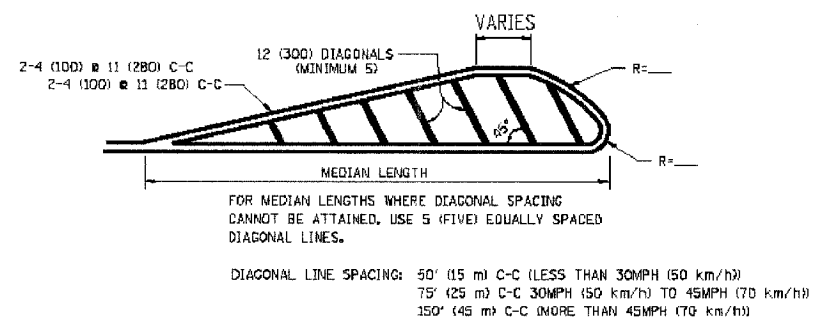 VARIES
12 (300) DIAGONALS
(MINIMUM 5)
2-4 (100) @ 11 (280) C-C
2-4 (100) @ 11 (280) C-C
R=___
45°
R=___
MEDIAN LENGTH
FOR MEDIAN LENGTHS WHERE DIAGONAL SPACING
CANNOT BE ATTAINED, USE 5 (FIVE) EQUALLY SPACED
DIAGONAL LINES.
DIAGONAL LINE SPACING: 50' (15 m) C-C (LESS THAN 30MPH (50 km/h))
75' (25 m) C-C 30MPH (50 km/h) TO 45MPH (70 km/h))
150' (45 m) C-C (MORE THAN 45MPH (70 km/h))